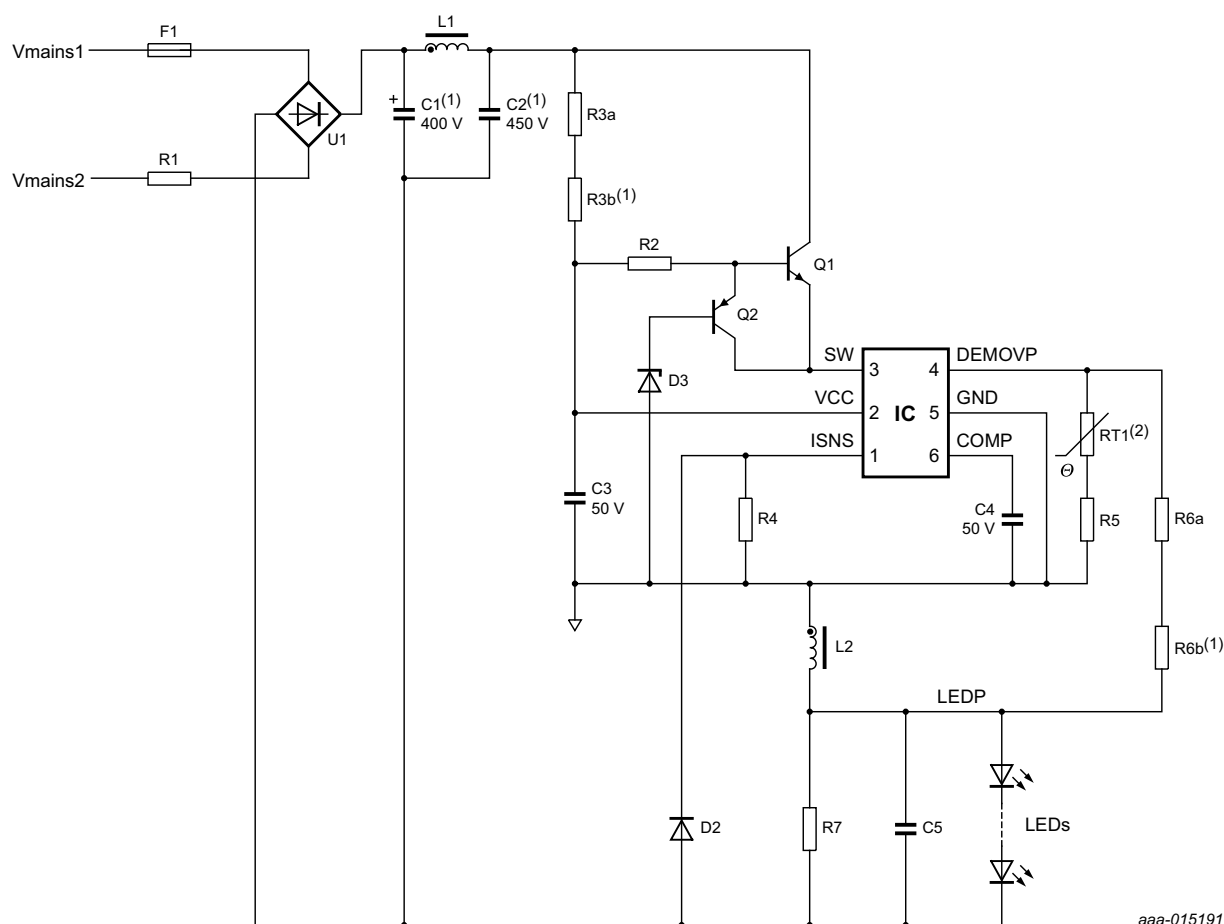 L1
F1
Vmains1
+
C1(1)
400 V
C2(1)
450 V
R3a
U1
R1
Vmains2
R3b(1)
R2
Q1
Q2
SW
3
4
DEMOVP
D3
VCC
2
IC
5
GND
RT1(2)
ISNS
1
6
COMP
Θ
C3
50 V
R4
C4
50 V
R5
R6a
L2
R6b(1)
LEDP
D2
R7
C5
LEDs
aaa-015191